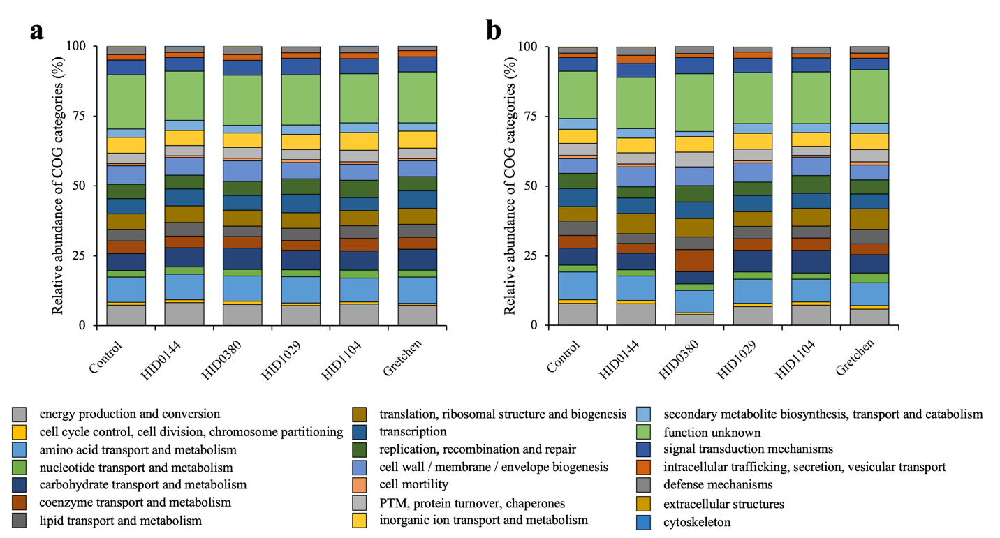 a
b
Relative abundance of COG categories (%)
100
75
50
25
0
Control
HID0144
HID0380
HID1029
HID1104
Gretchen
Relative abundance of COG categories (%)
100
75
50
25
0
Control
HID0144
HID0380
HID1029
HID1104
Gretchen
energy production and conversion
cell cycle control, cell division, chromosome partitioning
amino acid transport and metabolism
nucleotide transport and metabolism
carbohydrate transport and metabolism
coenzyme transport and metabolism
lipid transport and metabolism
translation, ribosomal structure and biogenesis
transcription
replication, recombination and repair
cell wall / membrane / envelope biogenesis
cell mortility
PTM, protein turnover, chaperones
inorganic ion transport and metabolism
secondary metabolite biosynthesis, transport and catabolism
function unknown
signal transduction mechanisms
intracellular trafficking, secretion, vesicular transport
defense mechanisms
extracellular structures
cytoskeleton